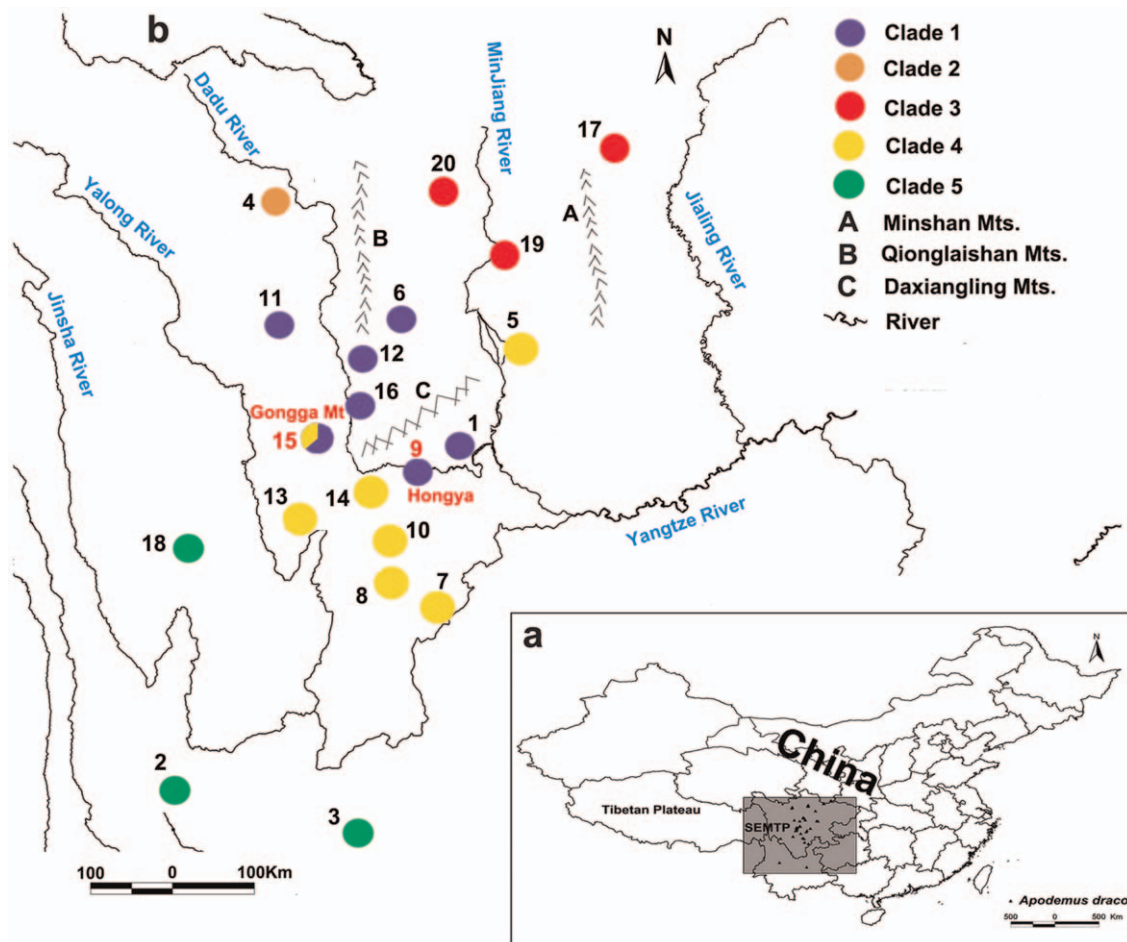 b
Dadu River
MinJiang River
N
Clade 1
Clade 2
Clade 3
Clade 4
Clade 5
A Minshan Mts.
B Qionglaishan Mts.
C Daxiangling Mts.
River
17
20
4
Yalong River
A
Jialing River
B
19
11
6
5
Jinsha River
12
16
C
Gongga Mt
15
1
9
Hongya
13
14
10
Yangtze River
18
8
7
2
3
100 0 100Km
a
N
China
Tibetan Plateau
SEMTP
Apodemus draco
500 0 500 Km